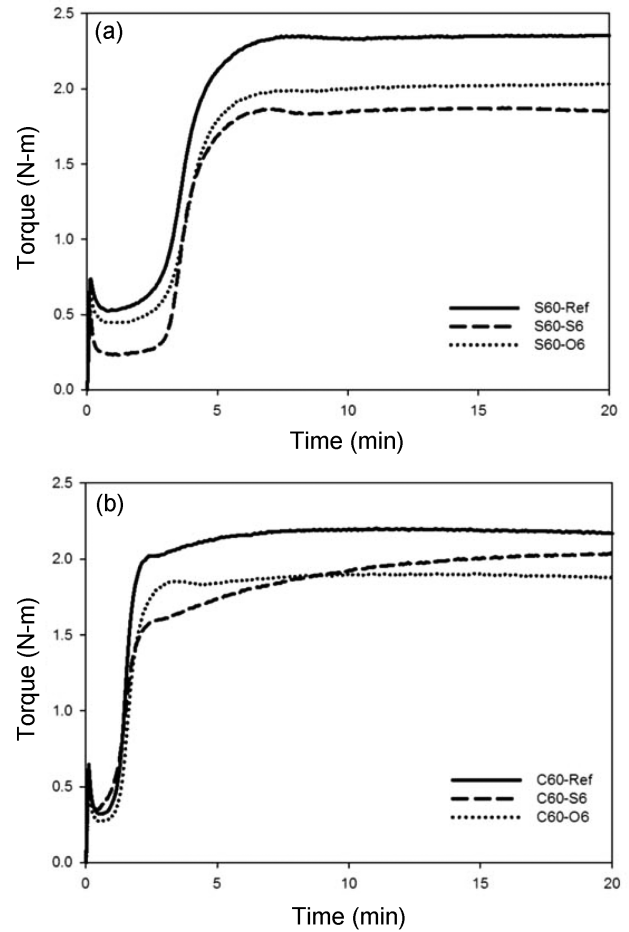 (a)
2.5
2.0
1.5
1.0
0.5
0.0
Torque (N-m)
S60-Ref
S60-S6
S60-O6
0 5 10 15 20
Time (min)
(b)
2.5
2.0
1.5
1.0
0.5
0.0
Torque (N-m)
C60-Ref
C60-S6
C60-O6
0 5 10 15 20
Time (min)